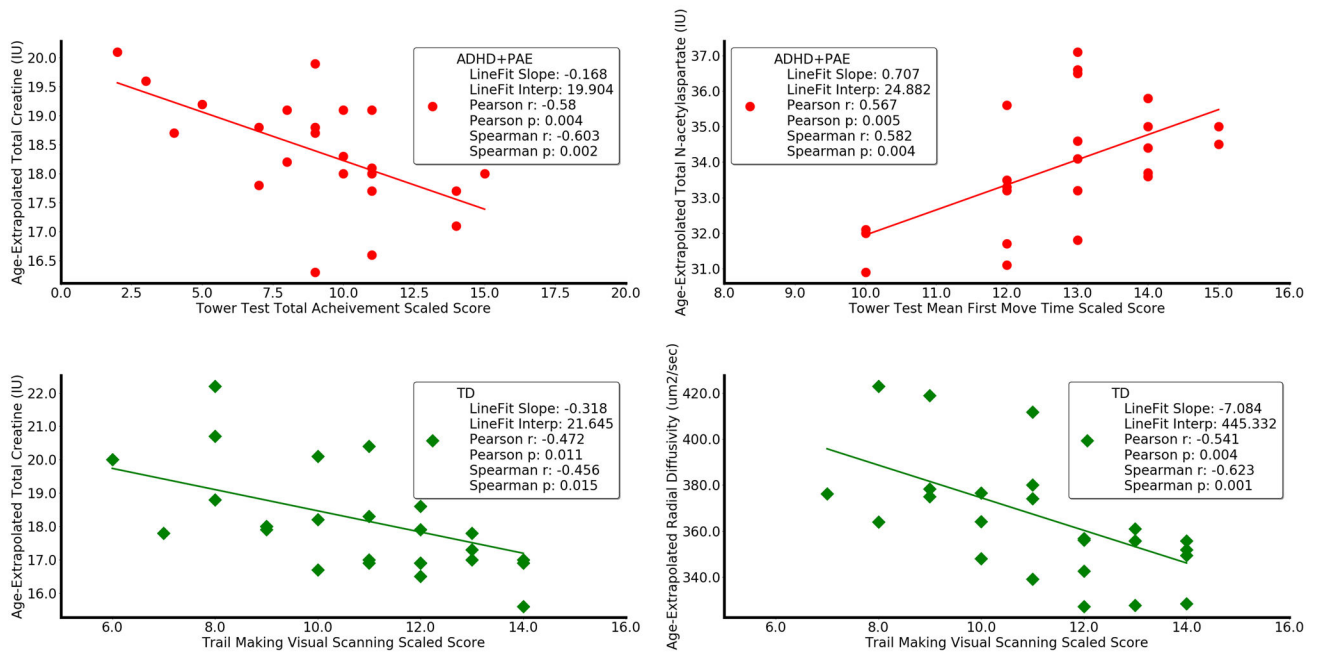 Age-Extrapolated Total Creatine (IU)
20.0
19.5
19.0
18.5
18.0
17.5
17.0
16.5
ADHD+PAE
LineFit Slope: -0.168
LineFit Interp: 19.904
Pearson r: -0.58
Pearson p: 0.004
Spearman r: -0.603
Spearman p: 0.002
0.0 2.5 5.0 7.5 10.0 12.5 15.0 17.5 20.0
Tower Test Total Acheivement Scaled Score
Age-Extrapolated Total N-acetylaspartate (IU)
37.0
36.0
35.0
34.0
33.0
32.0
31.0
ADHD+PAE
LineFit Slope: 0.707
LineFit Interp: 24.882
Pearson r: 0.567
Pearson p: 0.005
Spearman r: 0.582
Spearman p: 0.004
8.0 9.0 10.0 11.0 12.0 13.0 14.0 15.0 16.0
Tower Test Mean First Move Time Scaled Score
Age-Extrapolated Total Creatine (IU)
22.0
21.0
20.0
19.0
18.0
17.0
16.0
TD
LineFit Slope: -0.318
LineFit Interp: 21.645
Pearson r: -0.472
Pearson p: 0.011
Spearman r: -0.456
Spearman p: 0.015
6.0 8.0 10.0 12.0 14.0 16.0
Trail Making Visual Scanning Scaled Score
Age-Extrapolated Radial Diffusivity (um2/sec)
420.0
400.0
380.0
360.0
340.0
TD
LineFit Slope: -7.084
LineFit Interp: 445.332
Pearson r: -0.541
Pearson p: 0.004
Spearman r: -0.623
Spearman p: 0.001
6.0 8.0 10.0 12.0 14.0 16.0
Trail Making Visual Scanning Scaled Score